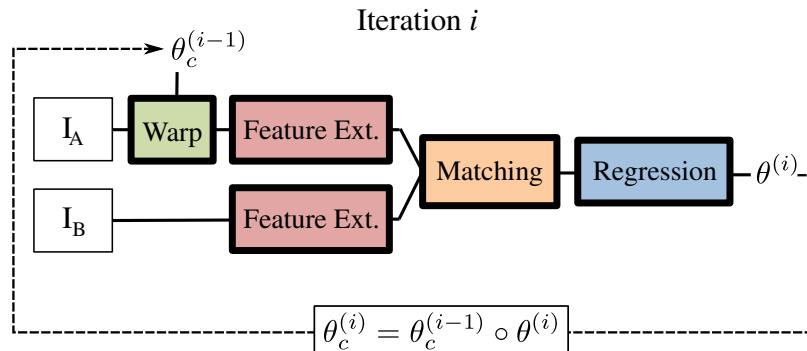 Iteration i
θ_c^{(i−1)}
I_A
Warp
Feature Ext.
Matching
Regression
θ^{(i)}
I_B
Feature Ext.
θ_c^{(i)} = θ_c^{(i−1)} ∘ θ^{(i)}